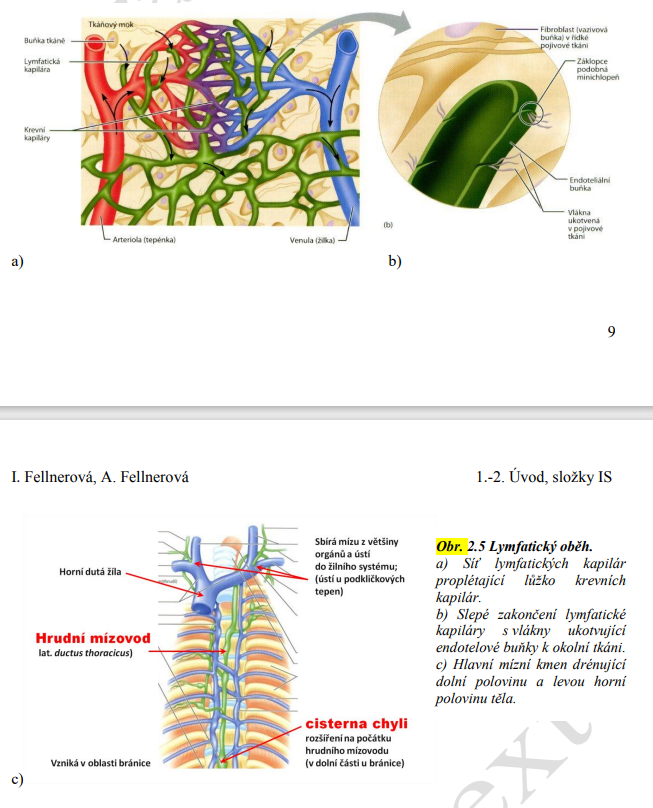 Tkáňový mok
Buňka tkáně
Lymfatická
kapilára
Krevní
kapiláry
Arteriola (tepénka)
Venula (žilka)
Fibroblast (vazivová
buňka) v řídké
pojivové tkáni
Záklopce
podobná
minichlopeň
Endoteliální
buňka
Vlákna
ukotvená
v pojivové
tkáni
(b)
a)
b)
9
I. Fellnerová, A. Fellnerová
1.-2. Úvod, složky IS
Horní dutá žíla
Sbírá mízu z většiny
orgánů a ústí
do žilního systému;
(ústí u podkličkových
tepen)
Hrudní mízovod
lat. ductus thoracicus)
cisterna chyli
rozšíření na počátku
hrudního mízovodu
(v dolní části u bránice)
Vzniká v oblasti bránice
c)
Obr. 2.5 Lymfatický oběh.
a) Síť lymfatických kapilár
proplétající lůžko krevních
kapilár.
b) Slepé zakončení lymfatické
kapiláry s vlákny ukotvující
endotelové buňky k okolní tkáni.
c) Hlavní mízní kmen drénující
dolní polovinu a levou horní
polovinu těla.